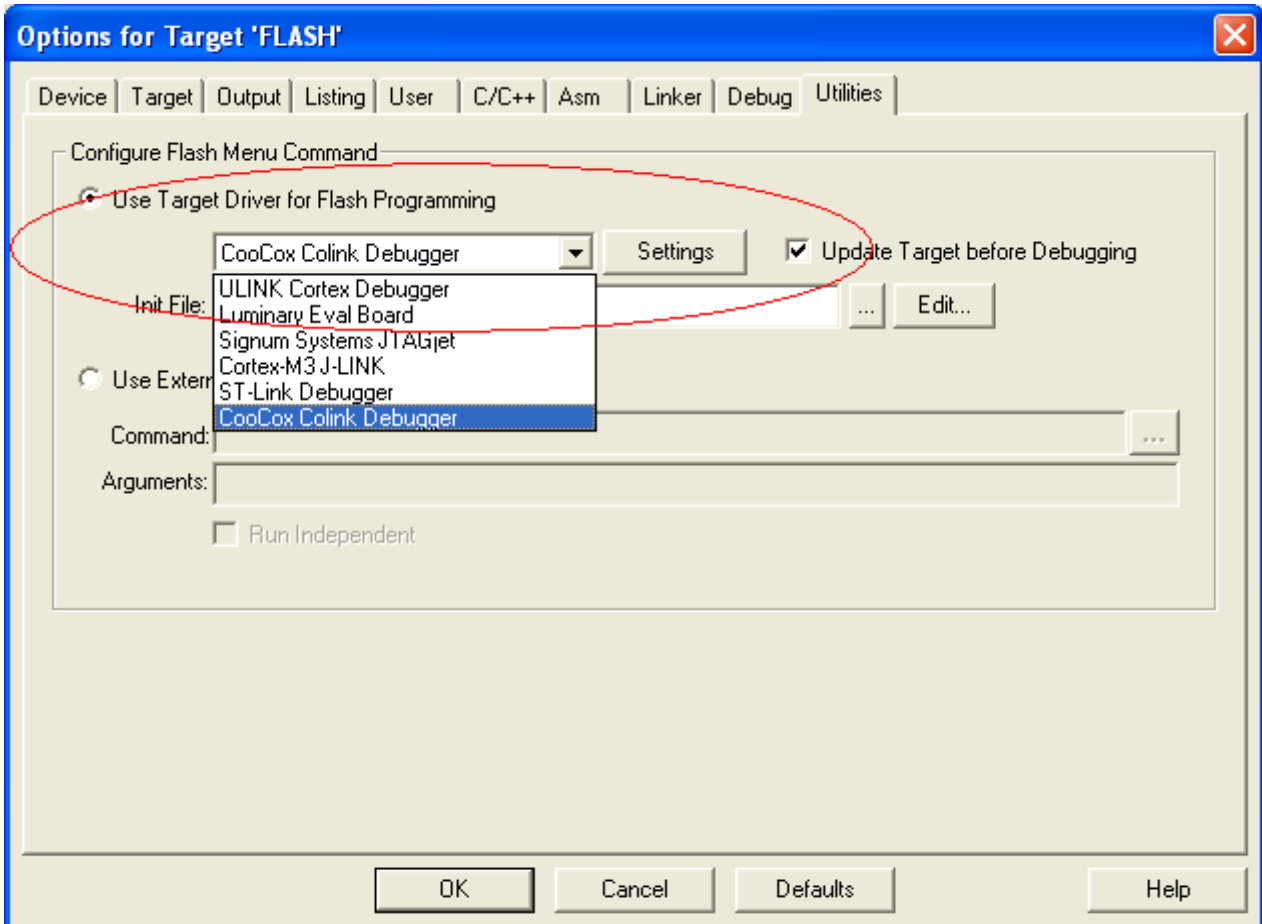 Options for Target 'FLASH'
Device Target Output Listing User C/C++ Asm Linker Debug Utilities
Configure Flash Menu Command
Use Target Driver for Flash Programming
CooCox Colink Debugger Settings Update Target before Debugging
ULINK Cortex Debugger
Init File: ... Edit...
Luminary Eval Board
Signum Systems JTAGjet
Cortex-M3 J-LINK
Use Extern
ST-Link Debugger
CooCox Colink Debugger
Command: ...
Arguments:
Run Independent
OK Cancel Defaults Help